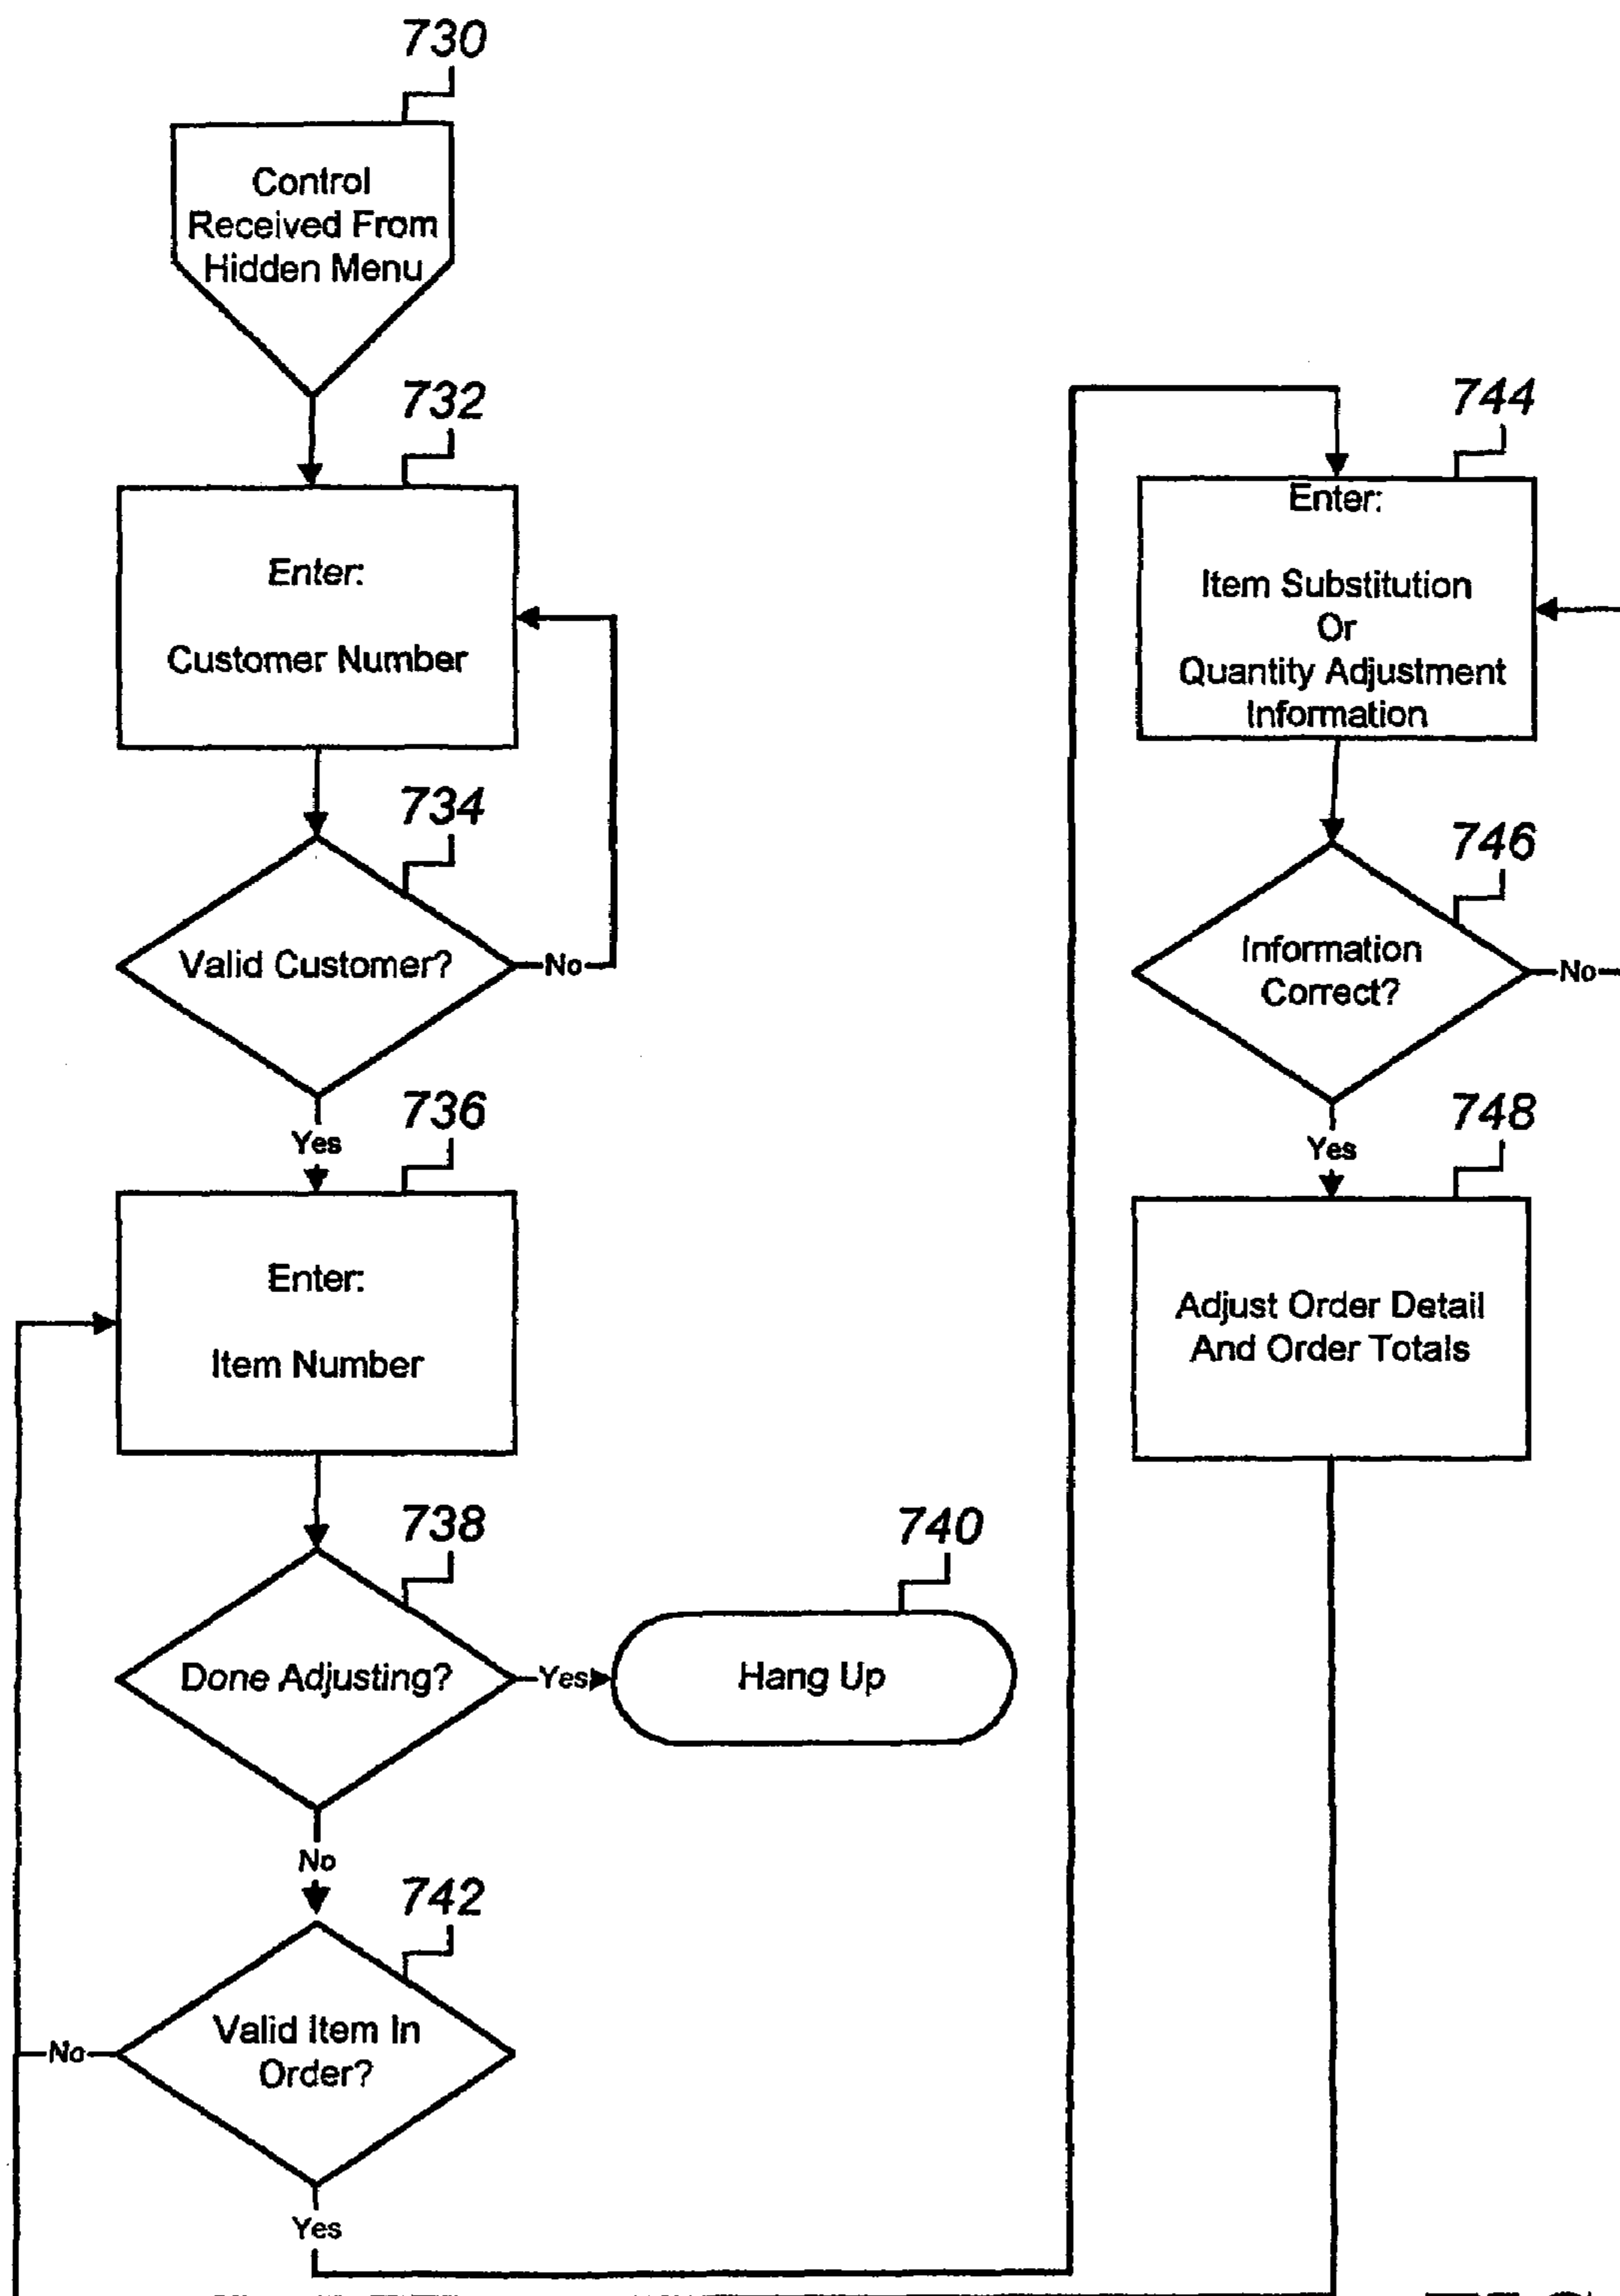 730
Control
Received From
Hidden Menu
732
Enter:
Customer Number
734
Valid Customer?
No
736
Yes
Enter:
Item Number
738
Done Adjusting?
Yes
740
Hang Up
No
742
Valid Item In
Order?
No
Yes
744
Enter:
Item Substitution
Or
Quantity Adjustment
Information
746
Information
Correct?
No
748
Yes
Adjust Order Detail
And Order Totals